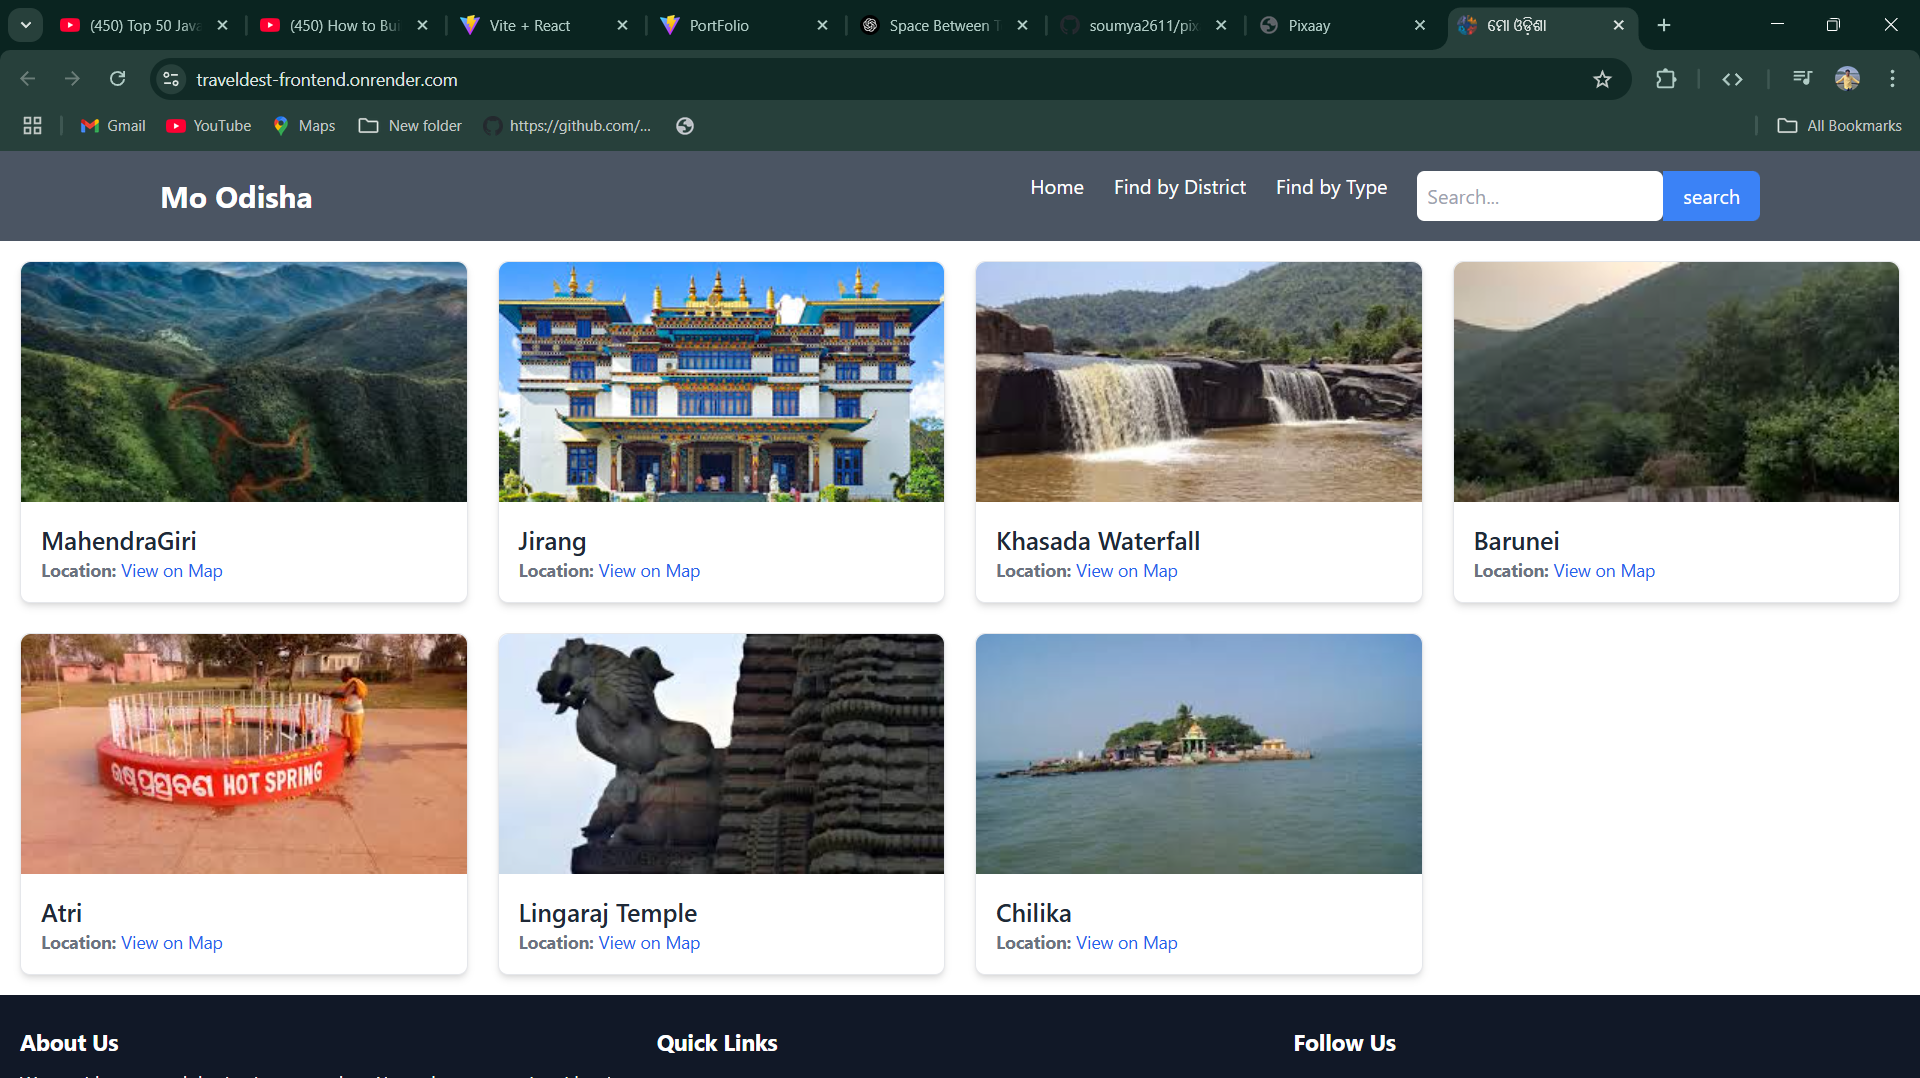 (450) Top 50 Java
(450) How to Bui
Vite + React
PortFolio
Space Between T
soumya2611/pix
Pixaay
ମୋ ଓଡ଼ିଶା
traveldest-frontend.onrender.com
Gmail
YouTube
Maps
New folder
https://github.com/...
All Bookmarks
Mo Odisha
Home
Find by District
Find by Type
Search...
search
MahendraGiri
Location: View on Map
Jirang
Location: View on Map
Khasada Waterfall
Location: View on Map
Barunei
Location: View on Map
ଉଷ୍ଣ ପ୍ରସ୍ରବଣ HOT SPRING
Atri
Location: View on Map
Lingaraj Temple
Location: View on Map
Chilika
Location: View on Map
About Us
Quick Links
Follow Us